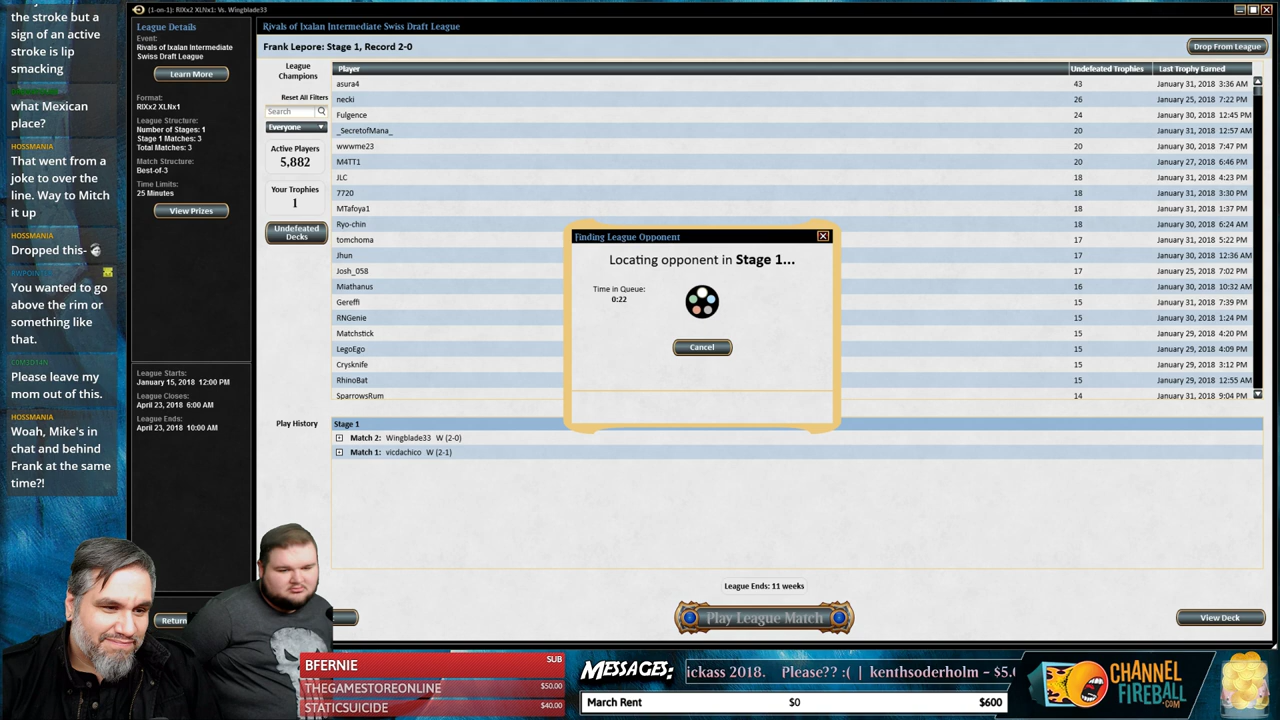 the stroke but a
sign of an active
stroke is lip
smacking
what Mexican
place?
HOSSMANIA
That went from a
joke to over the
line. Way to Mitch
it up
HOSSMANIA
Dropped this-
You wanted to go
above the rim or
something like
that.
Please leave my
mom out of this.
HOSSMANIA
Woah, Mike's in
chat and behind
Frank at the same
time?!
(1-on-1): RIXx2 XLNx1: Vs. Wingblade33
League Details
Event:
Rivals of Ixalan Intermediate
Swiss Draft League
Learn More
Format:
RIXx2 XLNx1
League Structure:
Number of Stages: 1
Stage 1 Matches: 3
Total Matches: 3
Match Structure:
Best-of-3
Time Limits:
25 Minutes
View Prizes
League Starts:
January 15, 2018 12:00 PM
League Closes:
April 23, 2018 6:00 AM
League Ends:
April 23, 2018 10:00 AM
Return
Rivals of Ixalan Intermediate Swiss Draft League
Frank Lepore: Stage 1, Record 2-0
Drop From League
League
Champions
Reset All Filters
Search
Everyone
Active Players
5,882
Your Trophies
1
Undefeated
Decks
Player Undefeated Trophies Last Trophy Earned
asura4 43 January 31, 2018 3:36 AM
necki 26 January 25, 2018 7:22 PM
Fulgence 24 January 30, 2018 12:45 PM
_SecretofMana_ 20 January 31, 2018 12:57 AM
wwwme23 20 January 30, 2018 7:47 PM
M4TT1 20 January 27, 2018 6:46 PM
JLC 18 January 31, 2018 4:23 PM
7720 18 January 31, 2018 3:30 PM
MTafoya1 18 January 31, 2018 1:37 PM
Ryo-chin 18 January 30, 2018 6:24 AM
tomchoma 17 January 31, 2018 5:22 PM
Jhun 17 January 30, 2018 12:36 AM
Josh_058 17 January 25, 2018 7:02 PM
Miathanus 16 January 30, 2018 10:32 AM
Gereffi 15 January 31, 2018 7:39 PM
RNGenie 15 January 30, 2018 1:24 PM
Matchstick 15 January 29, 2018 4:20 PM
LegoEgo 15 January 29, 2018 4:09 PM
Crysknife 15 January 29, 2018 3:12 PM
RhinoBat 15 January 29, 2018 12:55 AM
SparrowsRum 14 January 31, 2018 9:04 PM
Finding League Opponent
Locating opponent in Stage 1...
Time in Queue:
0:22
Cancel
Play History
Stage 1
Match 2: Wingblade33 W (2-0)
Match 1: vicdachico W (2-1)
League Ends: 11 weeks
Play League Match
View Deck
BFERNIE SUB
THEGAMESTOREONLINE $50.00
STATICSUICIDE $40.00
MESSAGES:
ickass 2018. Please?? :( | kenthsoderholm – $5.
March Rent $0 $600
CHANNEL
FIREBALL
.COM